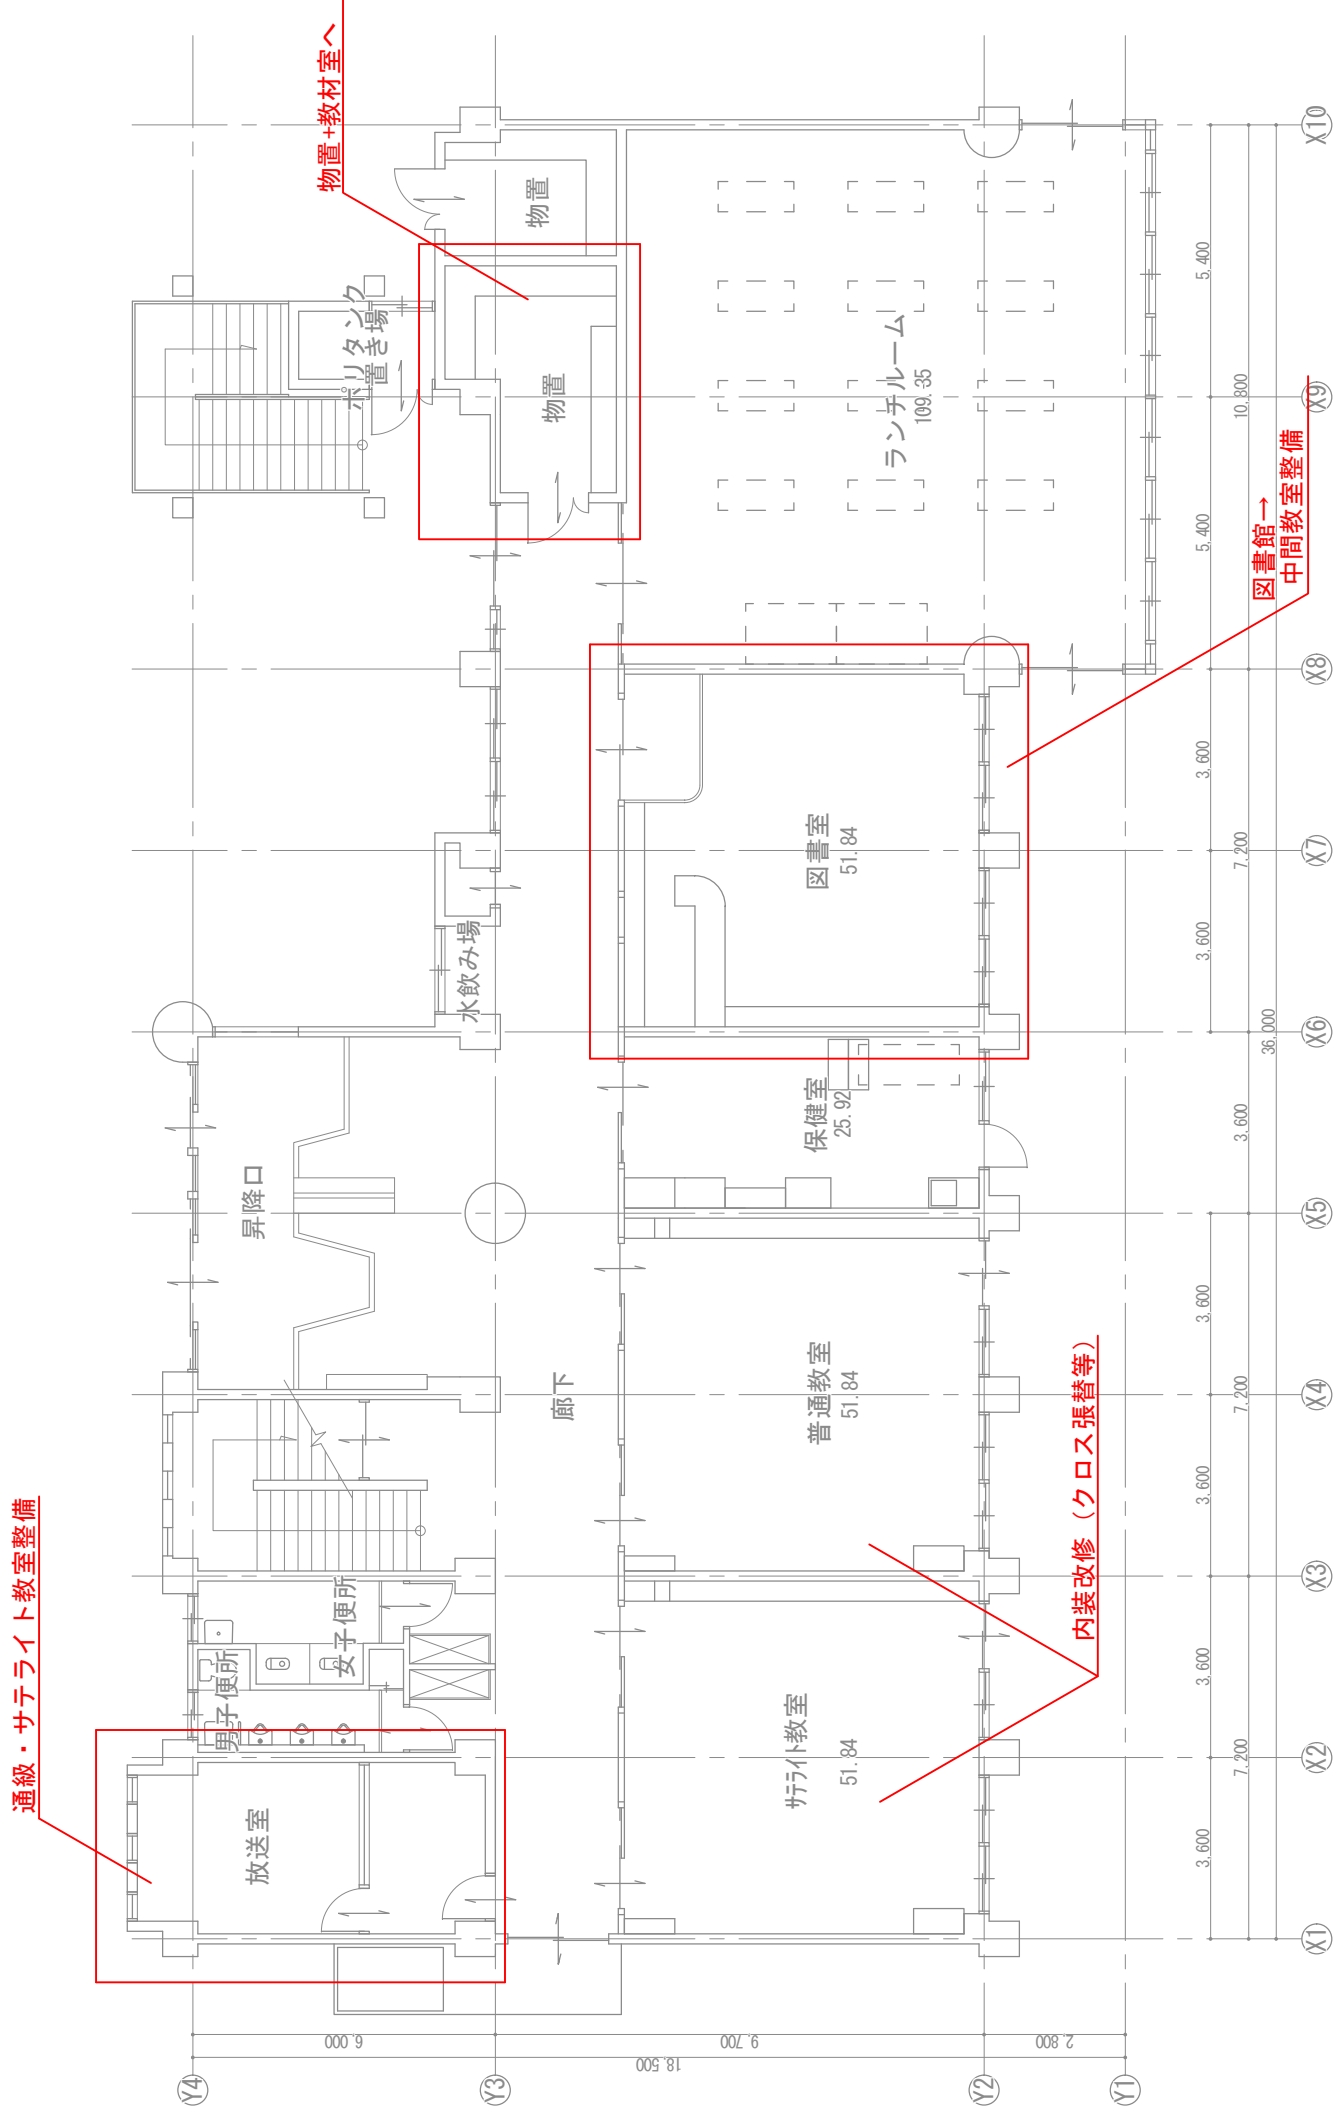 物置+教材室へ
物置
ポリタンク
置き場
物置
ランチルーム
109.35
図書館→
中間教室整備
図書室
51.84
水飲み場
保健室
25.92
昇降口
廊下
普通教室
51.84
内装改修（クロス張替等）
通級・サテライト教室整備
女子便所
男子便所
放送室
ｻﾃﾗｲﾄ教室
51.84
5,400
5,400
3,600
3,600
3,600
3,600
3,600
3,600
3,600
10,800
7,200
7,200
7,200
36,000
X10
X9
X8
X7
X6
X5
X4
X3
X2
X1
6,000
9,700
2,800
18,500
Y4
Y3
Y2
Y1